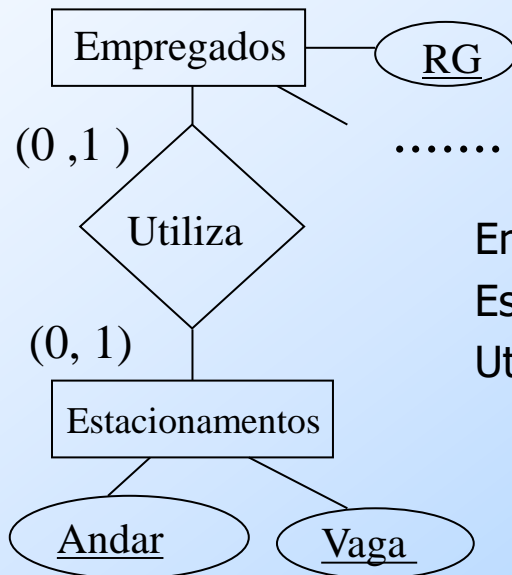 Empregados
RG
(0 ,1 )
.......
Utiliza
(0, 1)
Estacionamentos
Andar
Vaga